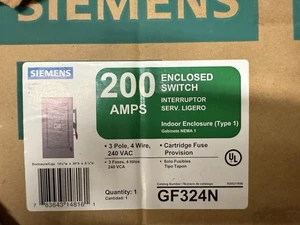 SIEMENS
SIEMENS
200
AMPS
ENCLOSED
SWITCH
INTERRUPTOR
SERV. LIGERO
Indoor Enclosure (Type 1)
Gabinete NEMA 1
• 3 Pole, 4 Wire,
240 VAC
• 3 Fases, 4 Hilos
240 VCA
• Cartridge Fuse
Provision
Solo Fusibles
Tipo Tapon
UL
Quantity: 1
Cantidad: 1
GF324N